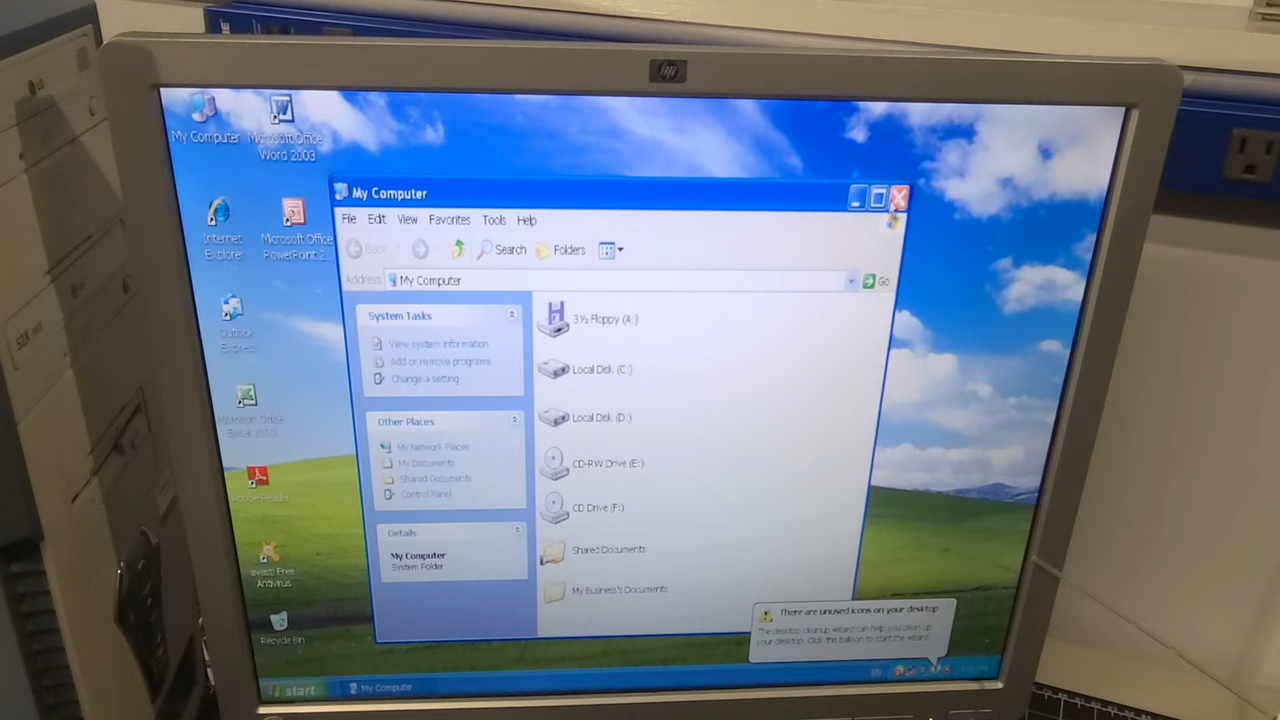 LG
52X MAX
hp
My Computer
Microsoft Office
Word 2003
Internet
Explorer
Microsoft Office
PowerPoint 2...
Outlook
Express
Microsoft Office
Excel 2003
Adobe Reader
avast! Free
Antivirus
Recycle Bin
My Computer
File Edit View Favorites Tools Help
Back Search Folders
Address My Computer Go
System Tasks
View system information
Add or remove programs
Change a setting
Other Places
My Network Places
My Documents
Shared Documents
Control Panel
Details
My Computer
System Folder
3½ Floppy (A:)
Local Disk (C:)
Local Disk (D:)
CD-RW Drive (E:)
CD Drive (F:)
Shared Documents
My Business's Documents
There are unused icons on your desktop
The desktop cleanup wizard can help you clean up
your desktop. Click the balloon to start the wizard.
start My Computer EN